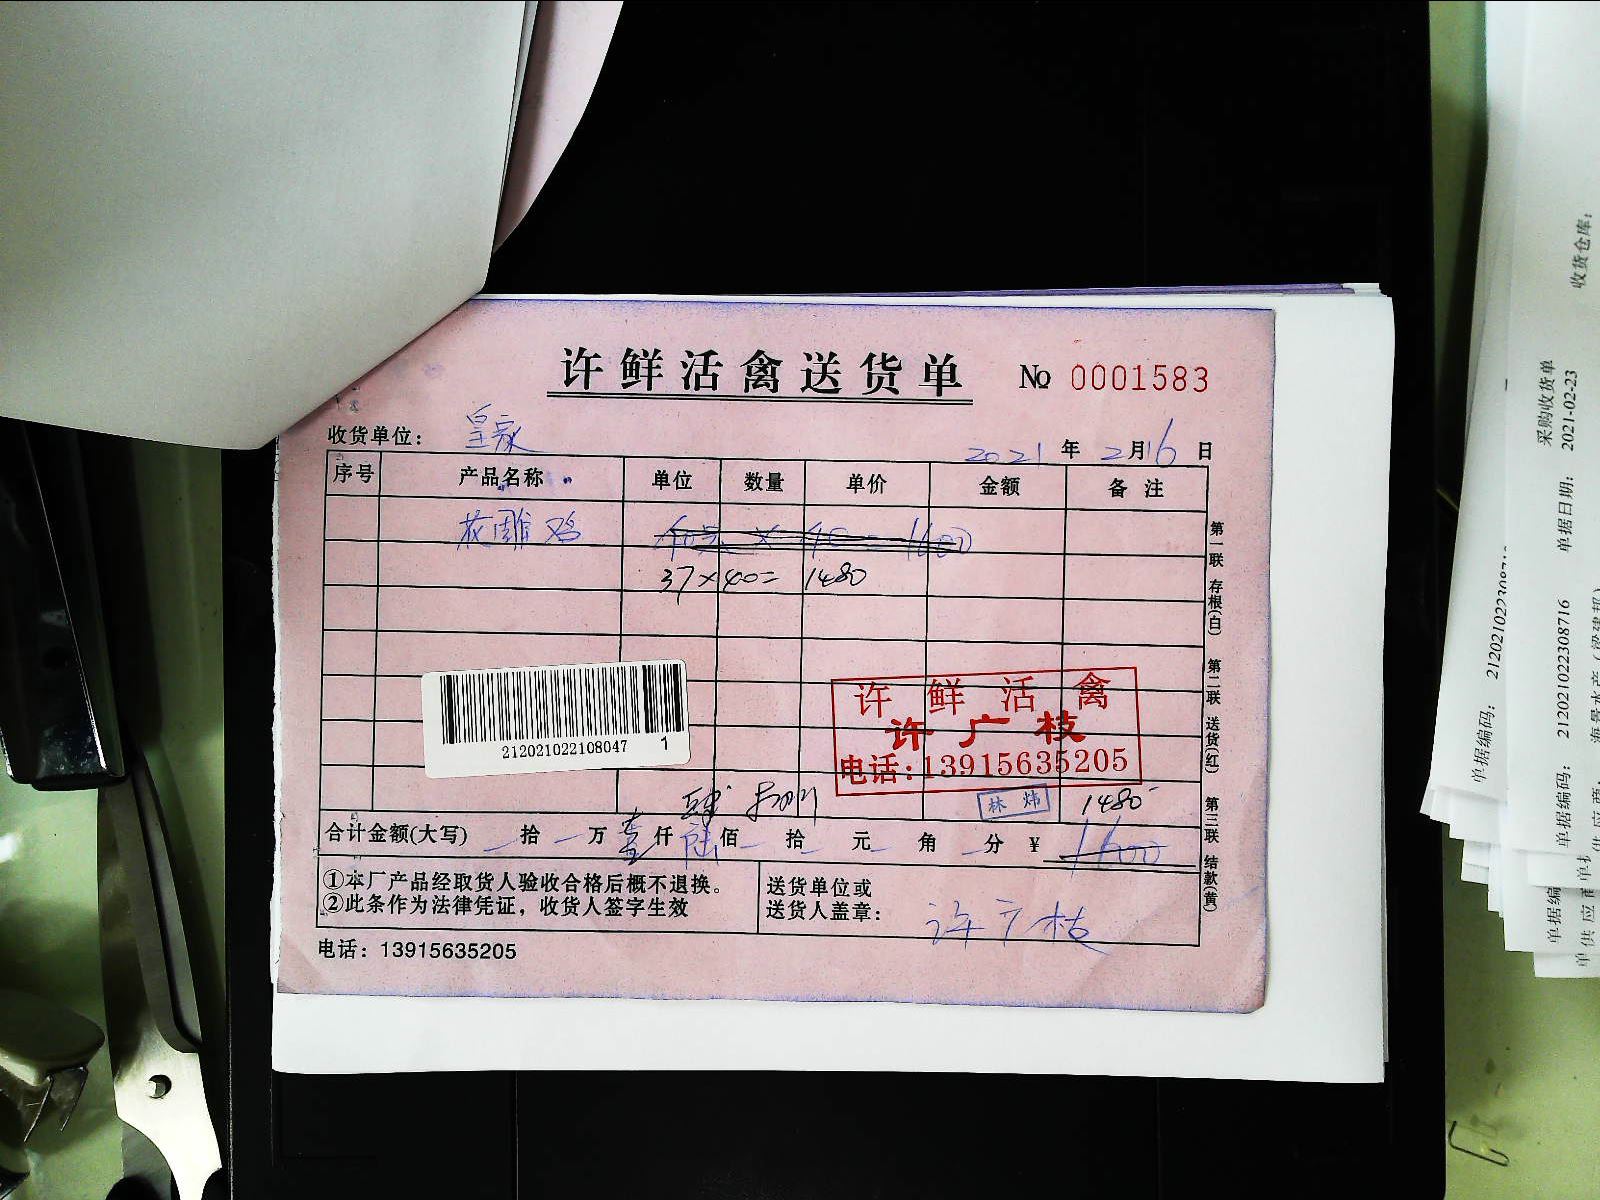 许鲜活禽送货单 № 0001583
收货单位： 皇家 2021 年 2 月 16 日
序号 产品名称 单位 数量 单价 金额 备注
花雕鸡
37×40= 1480
第一联 存根(白) 第二联 送货(红) 第三联 结款(黄)
212021022108047 1
许鲜活禽
许广枝
电话:13915635205
林炜 1480
合计金额(大写) 拾 万 壹 仟 陆 佰 拾 元 角 分 ¥ 1600
①本厂产品经取货人验收合格后概不退换。
②此条作为法律凭证，收货人签字生效
送货单位或
送货人盖章： 许广枝
电话：13915635205
采购收货单
收货仓库：
单据日期： 2021-02-23
单据编码： 212021022308716